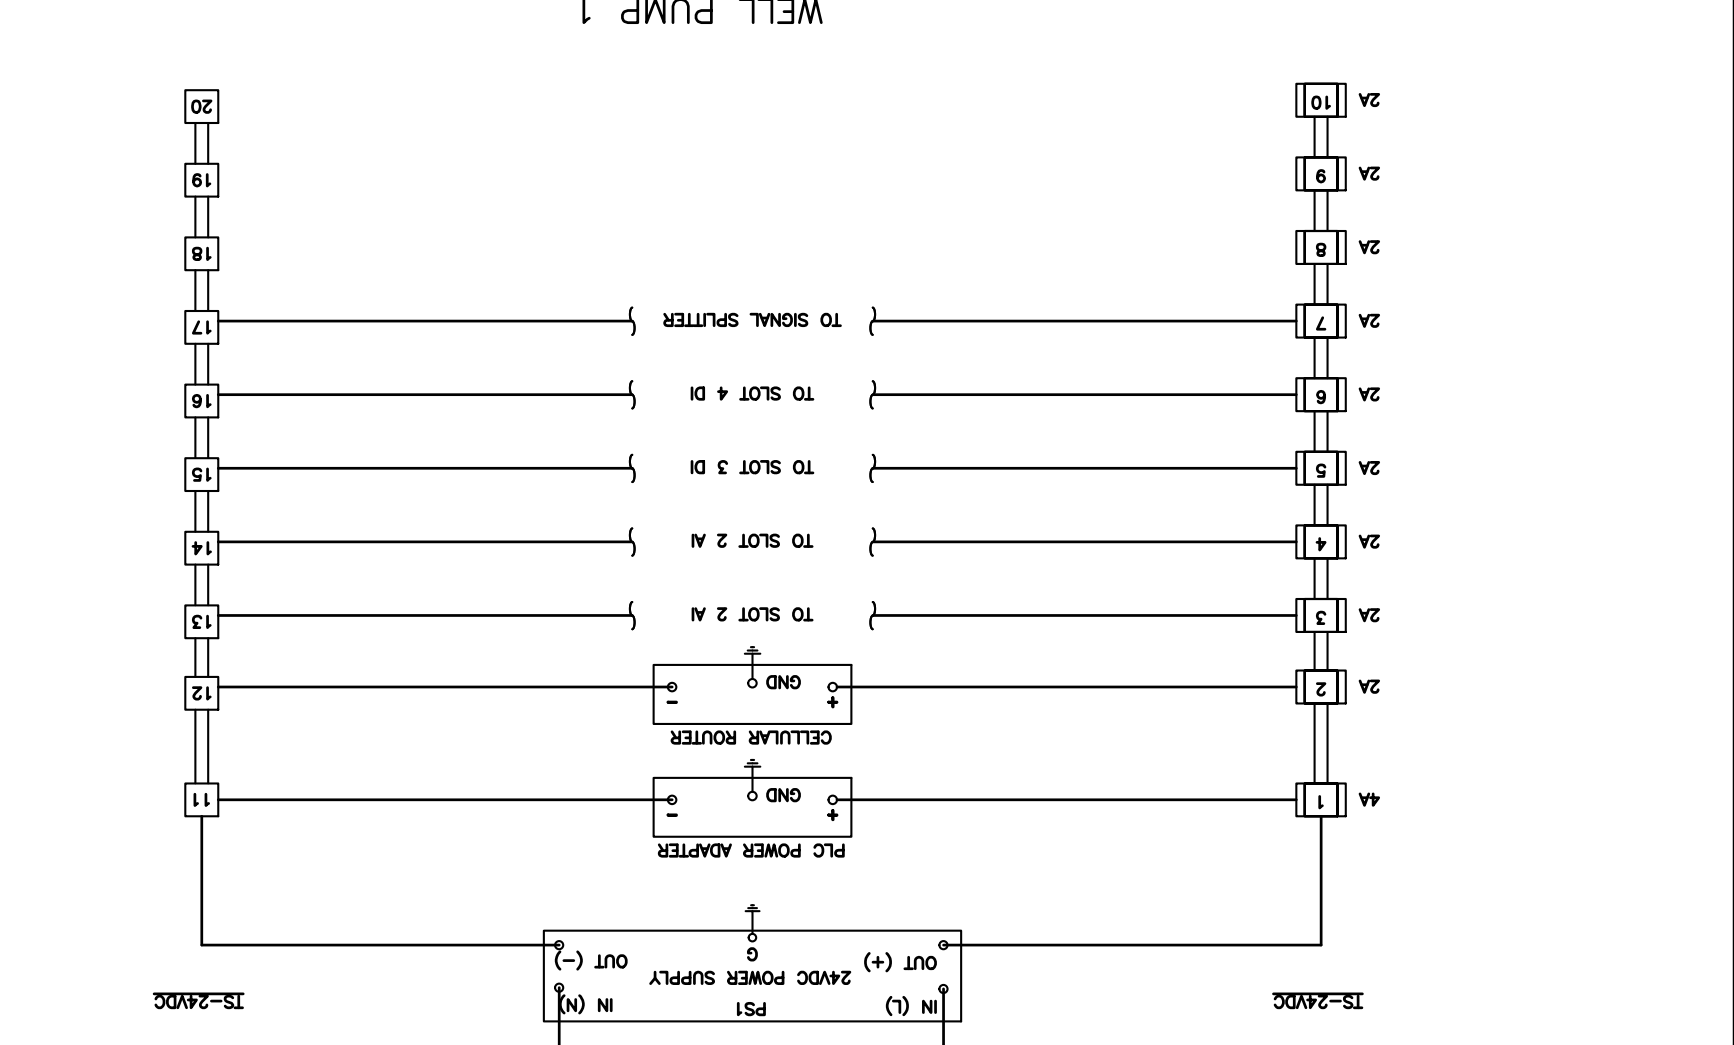 TS-24VDC IN (L) PS1 IN (N) TS-24VDC
24VDC POWER SUPPLY
OUT (+) G OUT (-)
PLC POWER ADAPTER
+ -
4A 1 GND 11
CELLULAR ROUTER
+ -
2A 2 GND 12
2A 3 TO SLOT 2 AI 13
2A 4 TO SLOT 2 AI 14
2A 5 TO SLOT 3 DI 15
2A 6 TO SLOT 4 DI 16
2A 7 TO SIGNAL SPLITTER 17
2A 8 18
2A 9 19
2A 10 20
WELL PUMP 1